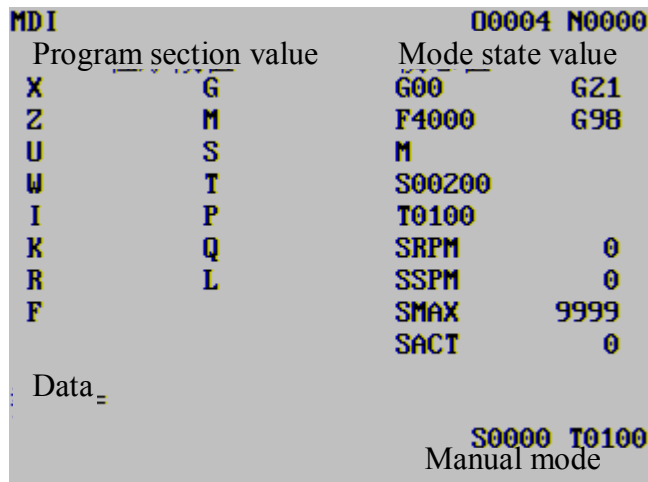 MDI O0004 N0000
Program section value Mode state value
X G G00 G21
Z M F4000 G98
U S M
W T S00200
I P T0100
K Q SRPM 0
R L SSPM 0
F SMAX 9999
SACT 0
Data
S0000 T0100
Manual mode